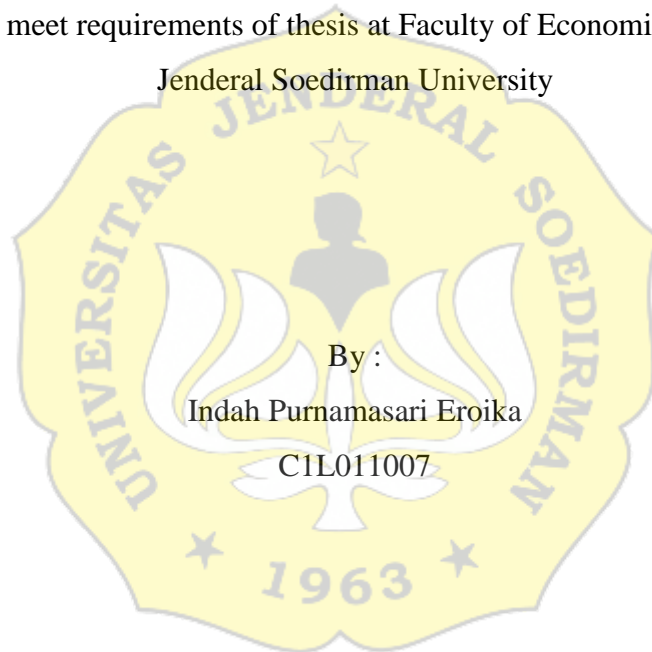 meet requirements of thesis at Faculty of Economi
Jenderal Soedirman University
UNIVERSITAS JENDERAL SOEDIRMAN
By :
Indah Purnamasari Eroika
C1L011007
1963